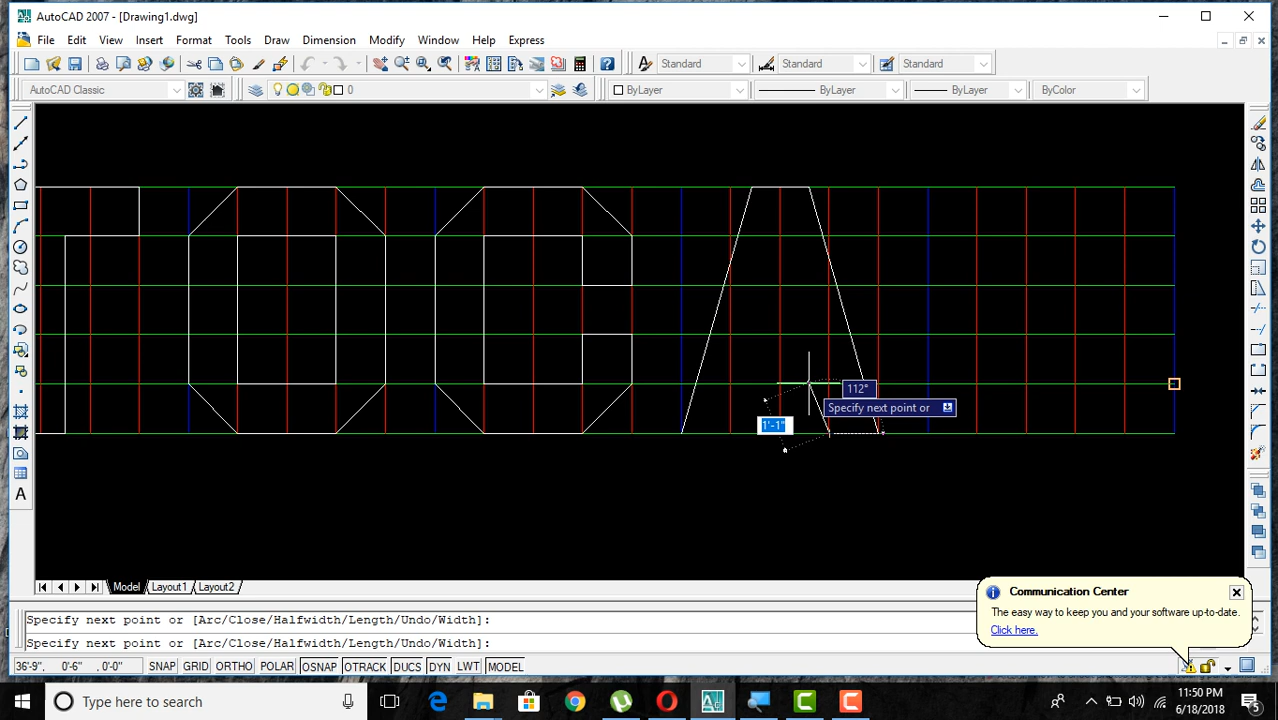 AutoCAD 2007 - [Drawing1.dwg]
File Edit View Insert Format Tools Draw Dimension Modify Window Help Express
Standard Standard Standard
AutoCAD Classic 0 ByLayer ByLayer ByLayer ByColor
A
112°
Specify next point or
1'-1"
Model Layout1 Layout2
Communication Center
The easy way to keep you and your software up-to-date.
Click here.
Specify next point or [Arc/Close/Halfwidth/Length/Undo/Width]:
Specify next point or [Arc/Close/Halfwidth/Length/Undo/Width]:
36'-9", 0'-6" , 0'-0" SNAP GRID ORTHO POLAR OSNAP OTRACK DUCS DYN LWT MODEL
Type here to search
11:50 PM
6/18/2018
5